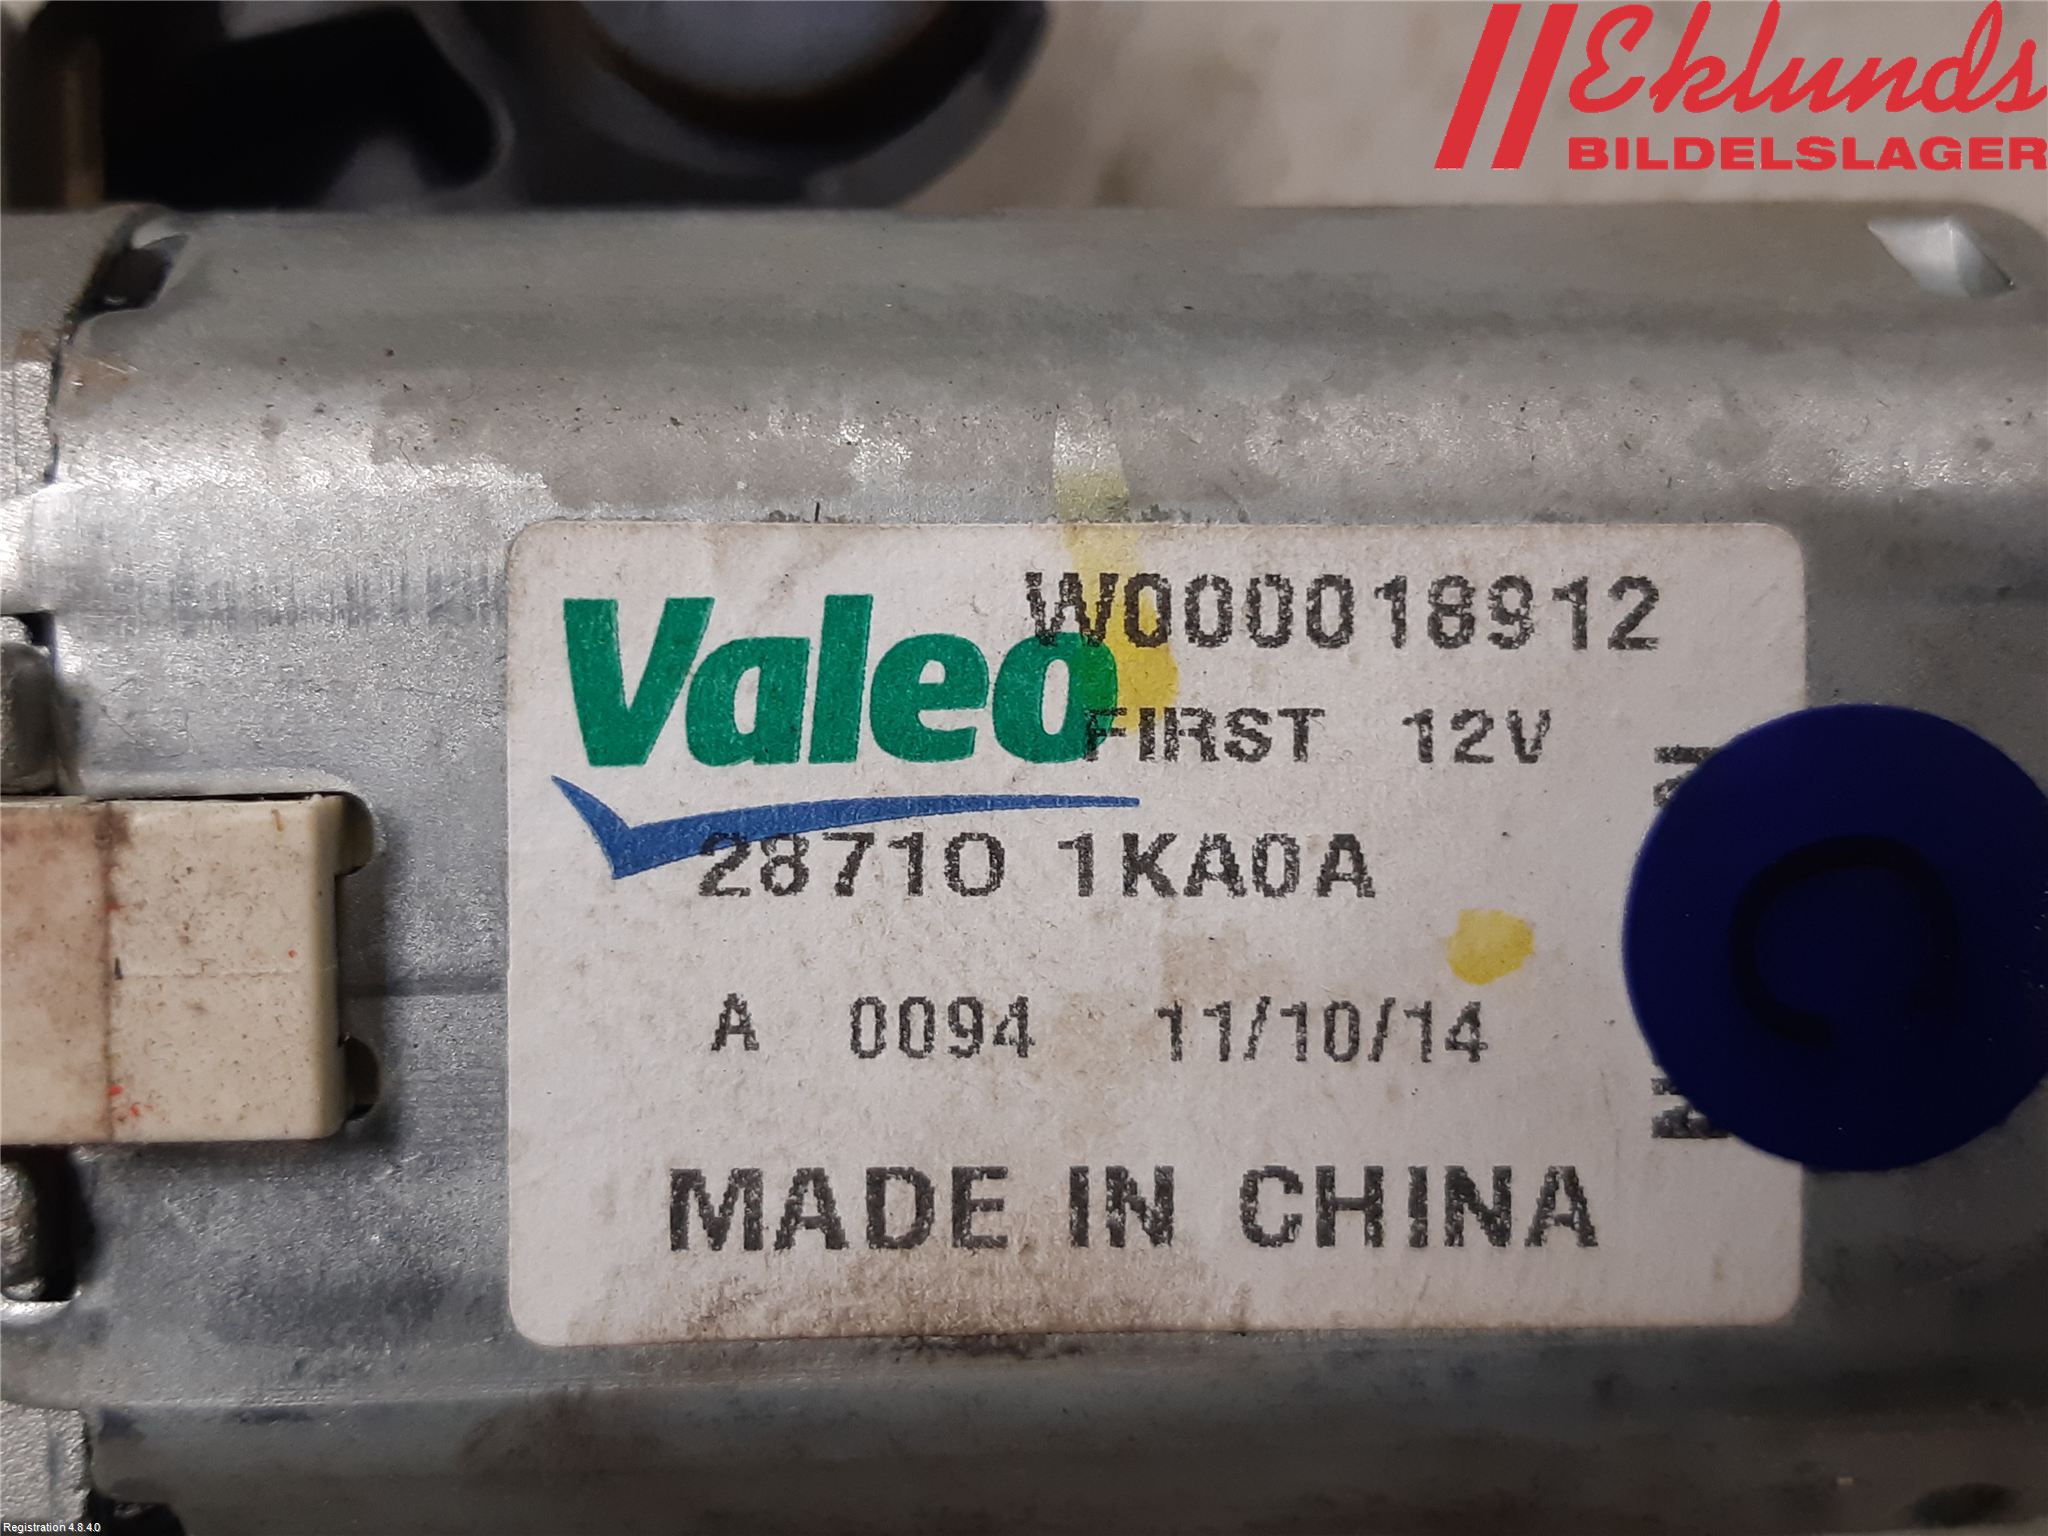 Eklunds
BILDELSLAGER
Valeo
W000018912
FIRST 12V
28710 1KA0A
A 0094 11/10/14
MADE IN CHINA
Registration 4.8.4.0